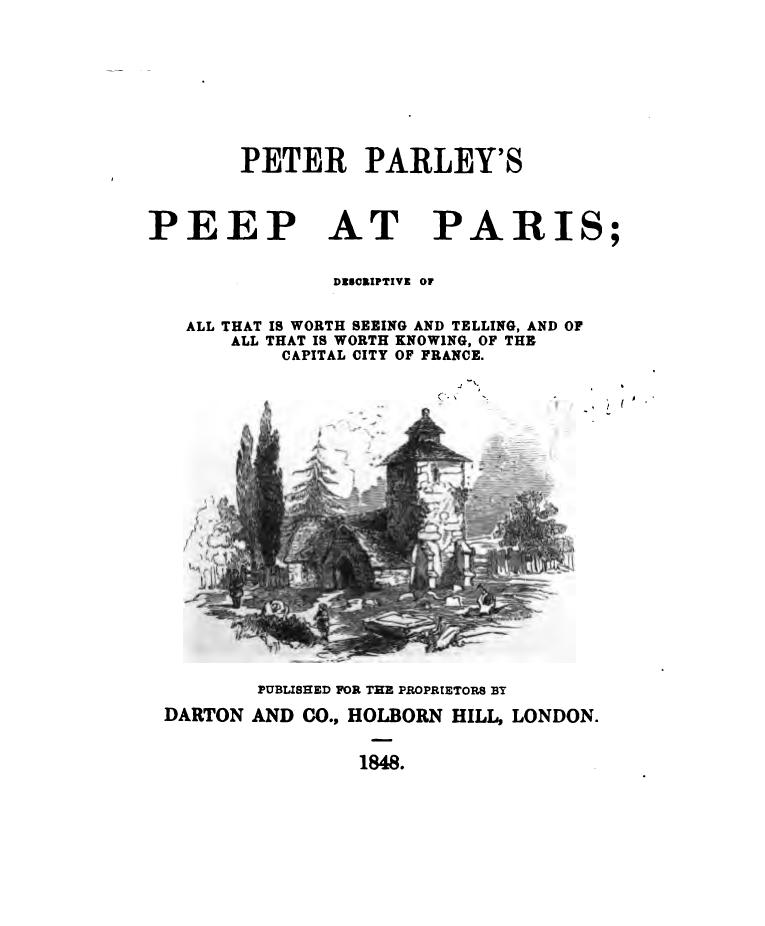 PETER PARLEY'S
PEEP AT PARIS;
DESCRIPTIVE OF
ALL THAT IS WORTH SEEING AND TELLING, AND OF
ALL THAT IS WORTH KNOWING, OF THE
CAPITAL CITY OF FRANCE.
PUBLISHED FOR THE PROPRIETORS BY
DARTON AND CO., HOLBORN HILL, LONDON.
1848.